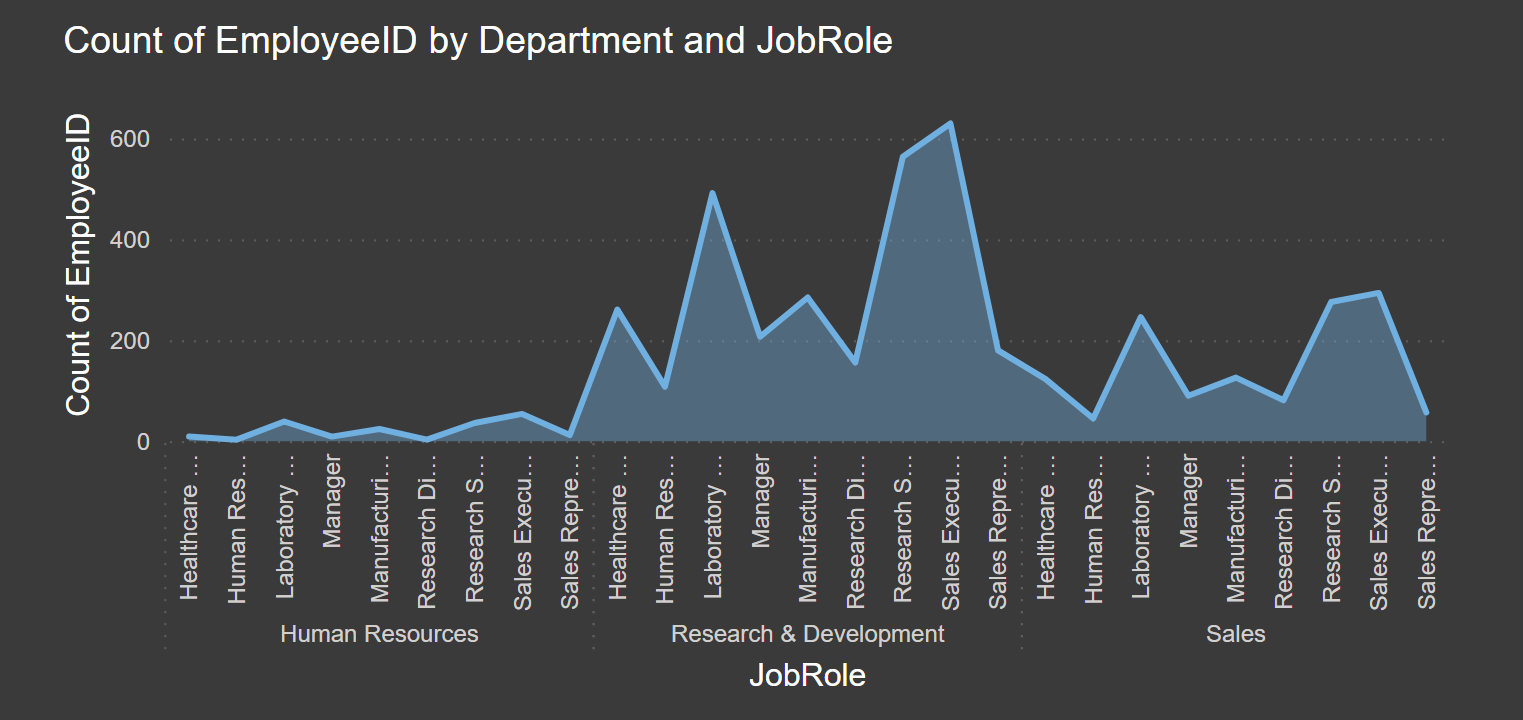 Count of EmployeeID by Department and JobRole
Count of EmployeeID
600
400
200
0
Healthcare ...
Human Res...
Laboratory ...
Manager
Manufacturi...
Research Di...
Research S...
Sales Execu...
Sales Repre...
Healthcare ...
Human Res...
Laboratory ...
Manager
Manufacturi...
Research Di...
Research S...
Sales Execu...
Sales Repre...
Healthcare ...
Human Res...
Laboratory ...
Manager
Manufacturi...
Research Di...
Research S...
Sales Execu...
Sales Repre...
Human Resources
Research & Development
Sales
JobRole